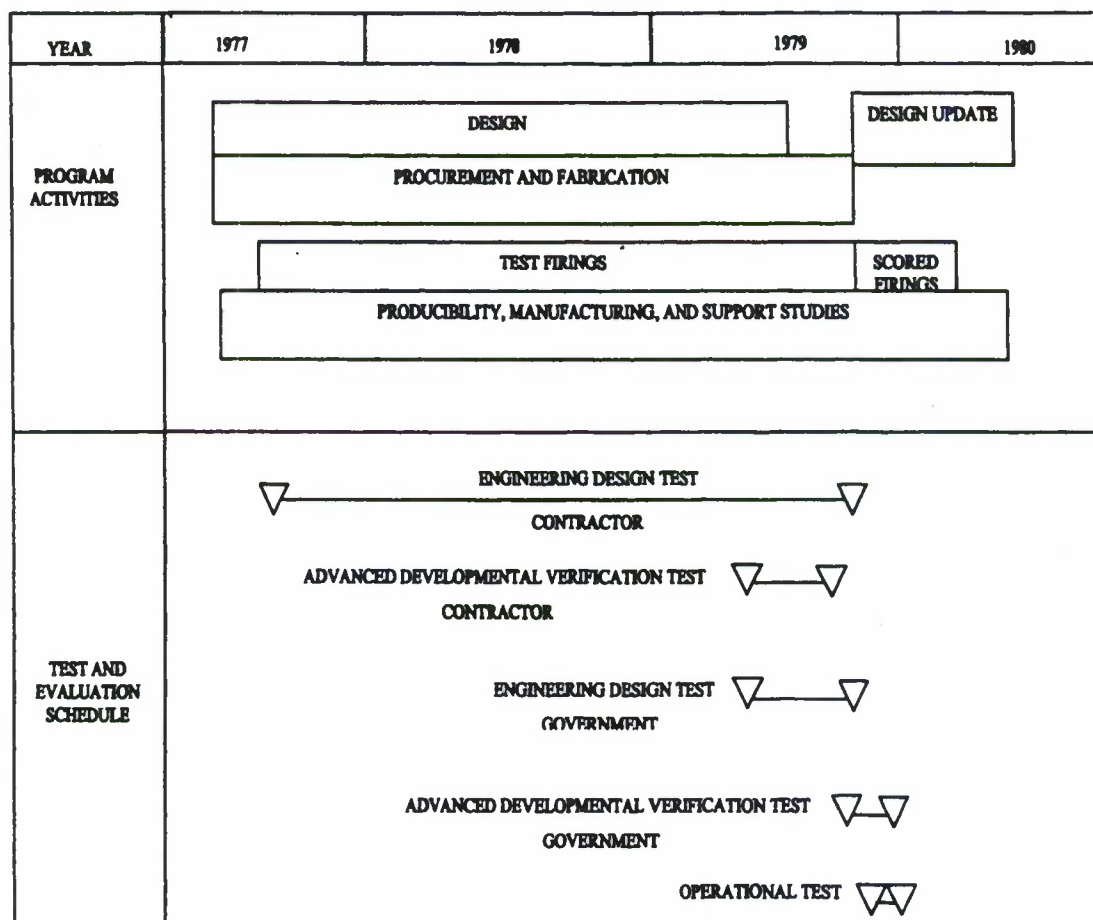 YEAR 1977 1978 1979 1980
PROGRAM
ACTIVITIES
DESIGN
DESIGN UPDATE
PROCUREMENT AND FABRICATION
TEST FIRINGS
SCORED
FIRINGS
PRODUCIBILITY, MANUFACTURING, AND SUPPORT STUDIES
TEST AND
EVALUATION
SCHEDULE
ENGINEERING DESIGN TEST
CONTRACTOR
ADVANCED DEVELOPMENTAL VERIFICATION TEST
CONTRACTOR
ENGINEERING DESIGN TEST
GOVERNMENT
ADVANCED DEVELOPMENTAL VERIFICATION TEST
GOVERNMENT
OPERATIONAL TEST